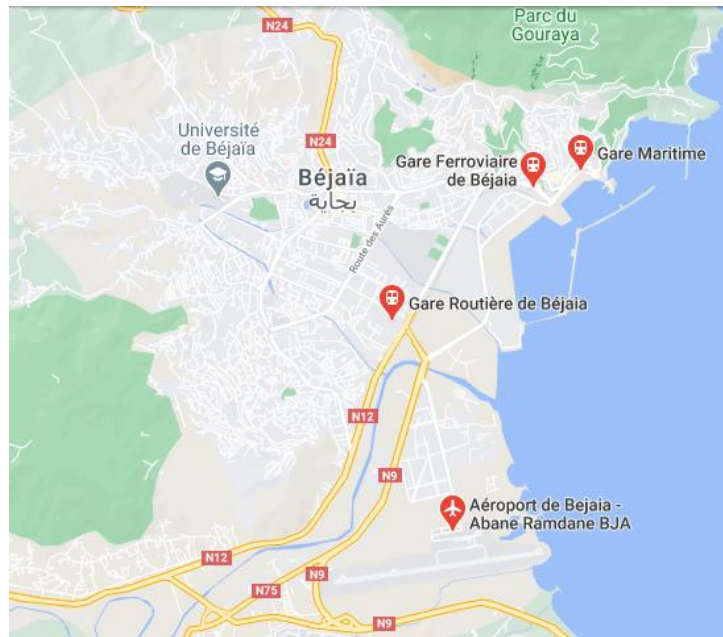 Parc du
Gouraya
N24
N24
Université
de Béjaïa
Gare Ferroviaire
de Béjaia
Gare Maritime
Béjaïa
بجاية
Route des Aurès
Gare Routière de Béjaia
N12
N9
Aéroport de Bejaia -
Abane Ramdane BJA
N12
N9
N75
N9